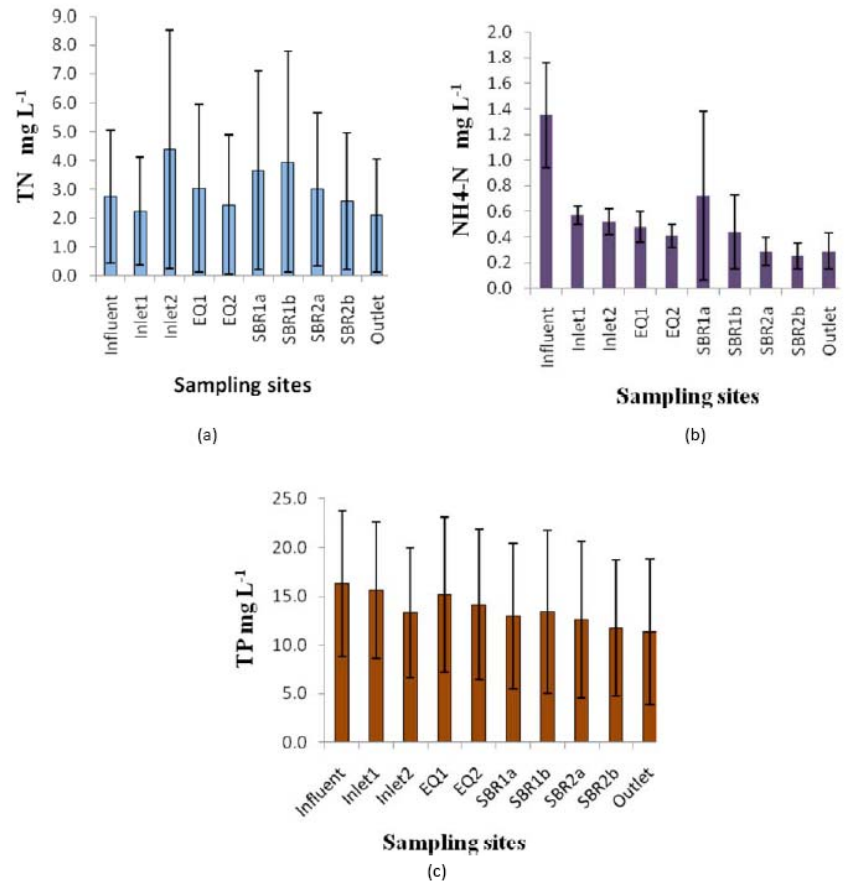 9.0
8.0
7.0
6.0
5.0
4.0
3.0
2.0
1.0
0.0
TN mg L-1
Influent
Inlet1
Inlet2
EQ1
EQ2
SBR1a
SBR1b
SBR2a
SBR2b
Outlet
Sampling sites
(a)
2.0
1.8
1.6
1.4
1.2
1.0
0.8
0.6
0.4
0.2
0.0
NH4-N mg L-1
Influent
Inlet1
Inlet2
EQ1
EQ2
SBR1a
SBR1b
SBR2a
SBR2b
Outlet
Sampling sites
(b)
25.0
20.0
15.0
10.0
5.0
0.0
TP mg L-1
Influent
Inlet1
Inlet2
EQ1
EQ2
SBR1a
SBR1b
SBR2a
SBR2b
Outlet
Sampling sites
(c)